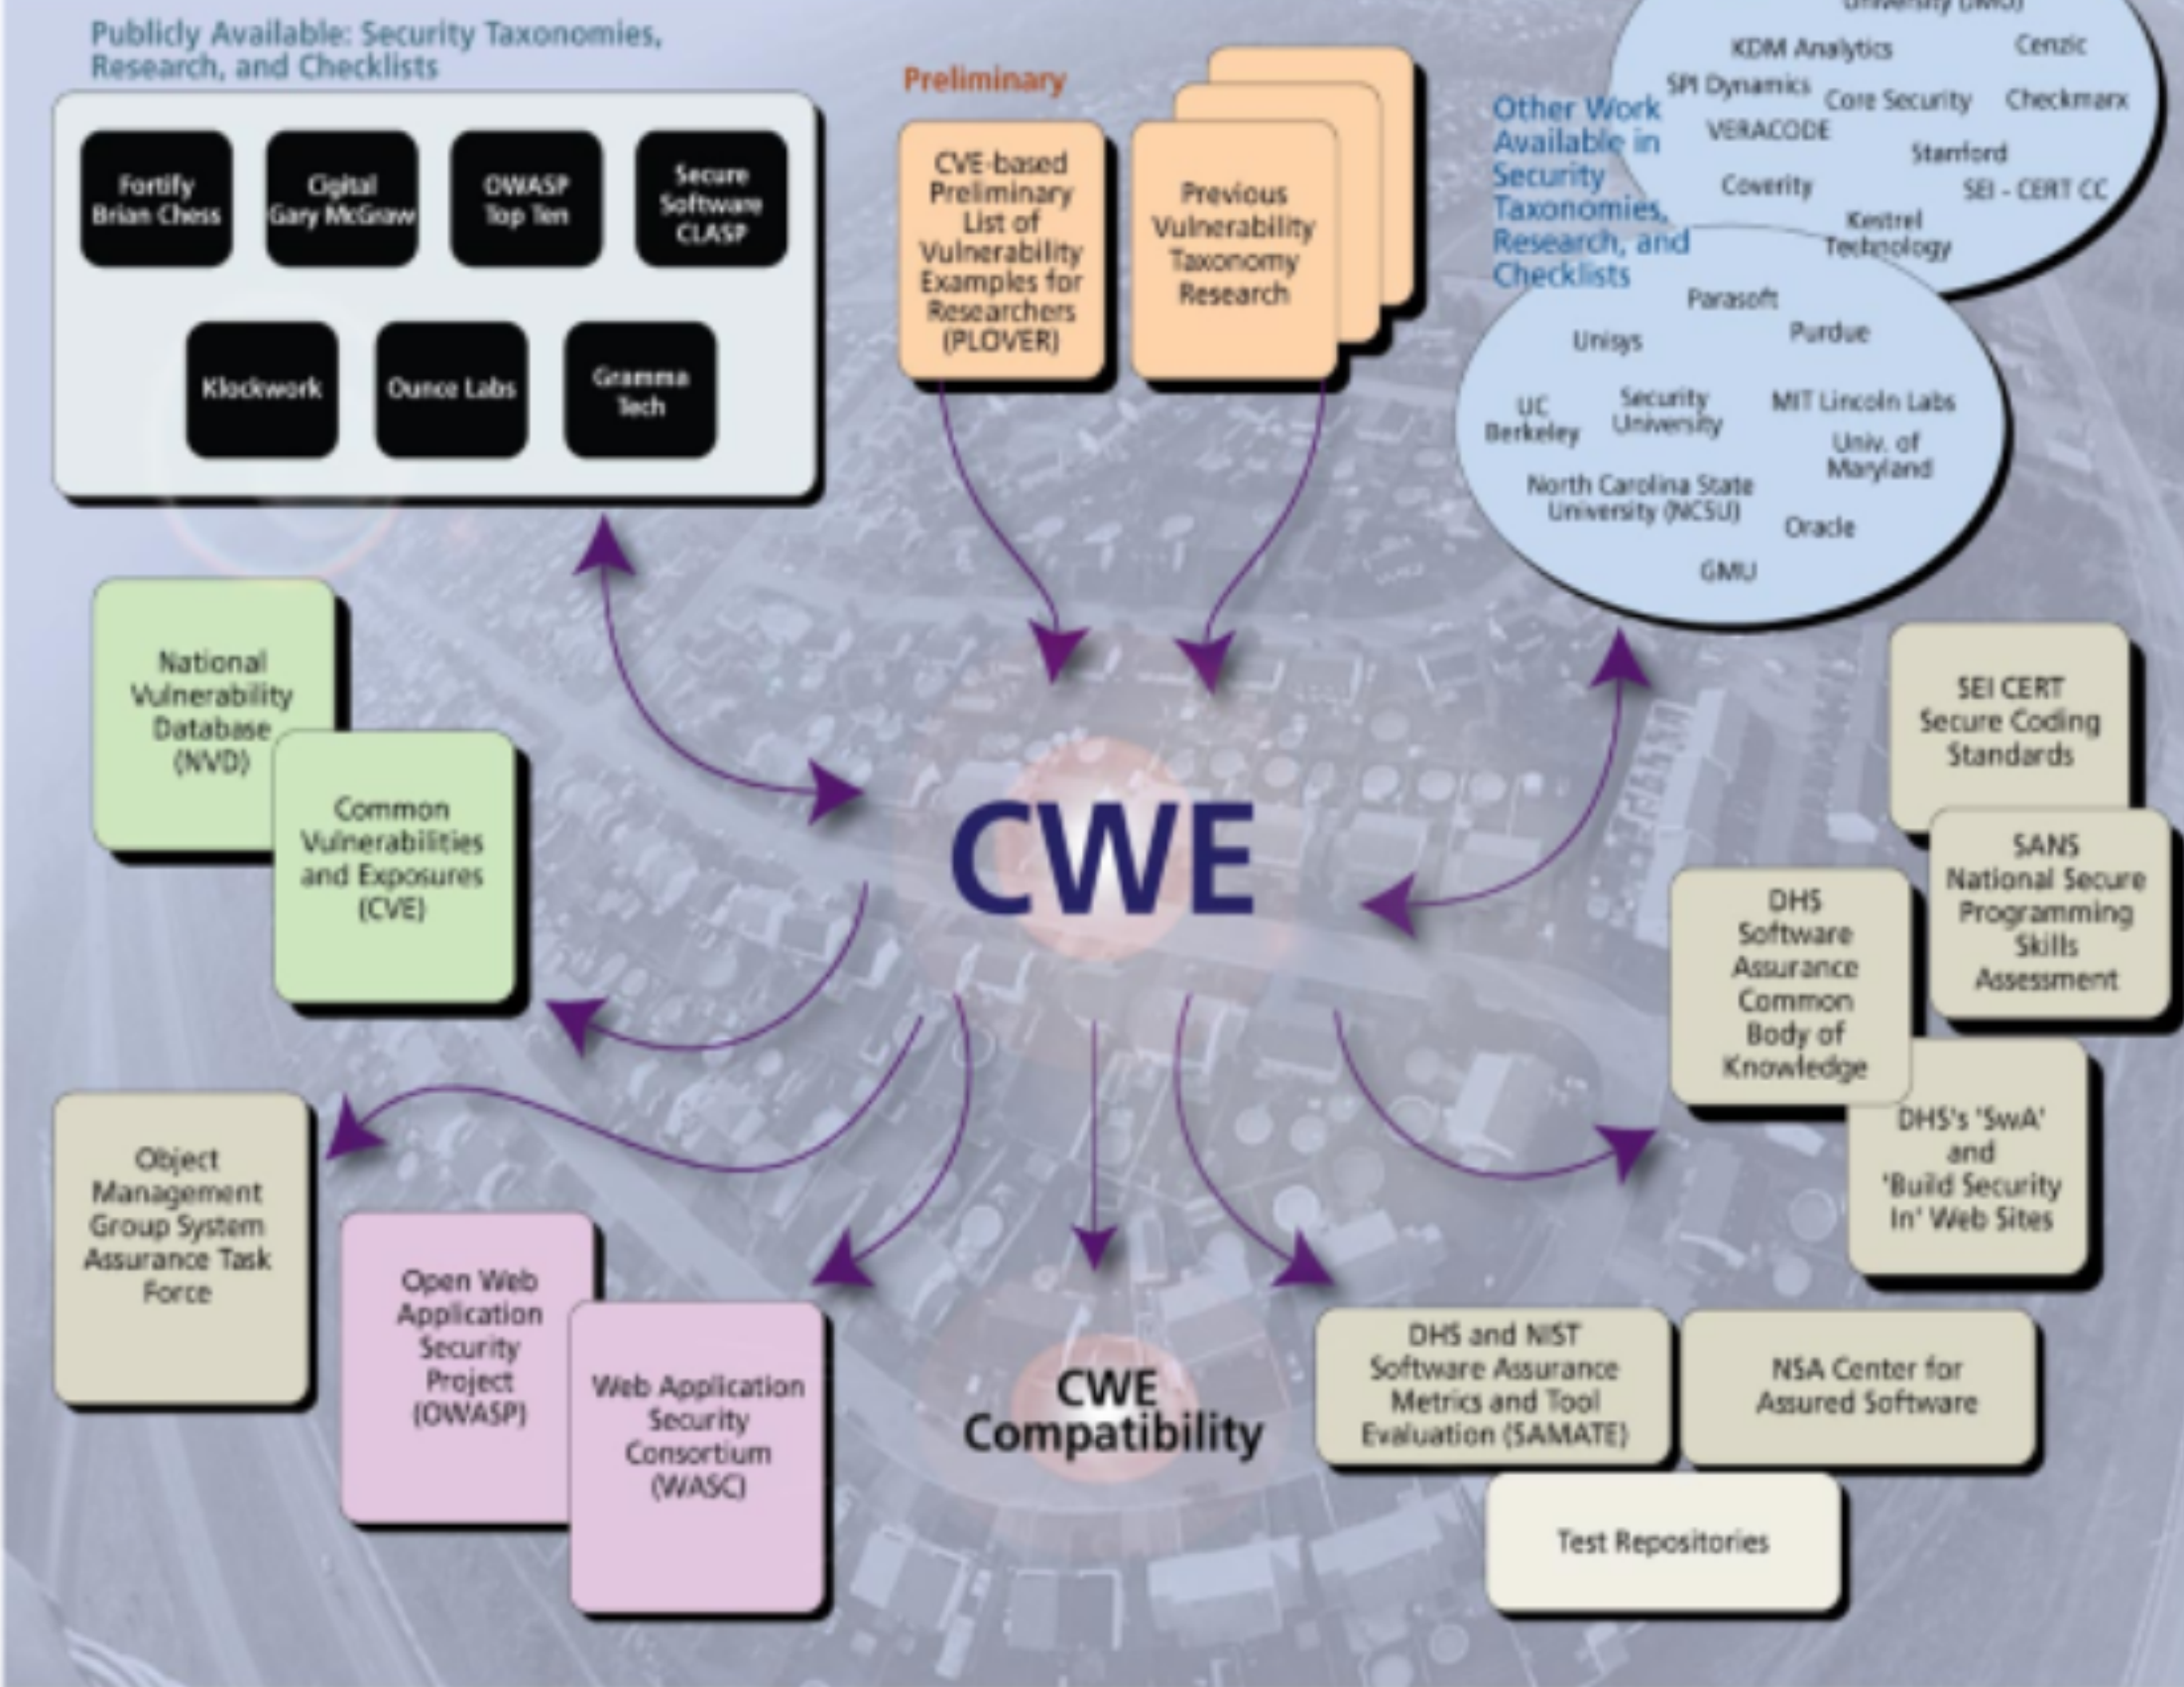 Publicly Available: Security Taxonomies,
Research, and Checklists
Fortify
Brian Chess
Cigital
Gary McGraw
OWASP
Top Ten
Secure
Software
CLASP
Klockwork
Ounce Labs
Gramma
Tech
Preliminary
CVE-based
Preliminary
List of
Vulnerability
Examples for
Researchers
(PLOVER)
Previous
Vulnerability
Taxonomy
Research
Other Work
Available in
Security
Taxonomies,
Research, and
Checklists
University (JMU)
KDM Analytics
Cenzic
SPI Dynamics
Core Security
Checkmarx
VERACODE
Stanford
Coverity
SEI - CERT CC
Kestrel
Technology
Parasoft
Unisys
Purdue
UC
Berkeley
Security
University
MIT Lincoln Labs
Univ. of
Maryland
North Carolina State
University (NCSU)
Oracle
GMU
National
Vulnerability
Database
(NVD)
Common
Vulnerabilities
and Exposures
(CVE)
CWE
SEI CERT
Secure Coding
Standards
SANS
National Secure
Programming
Skills
Assessment
DHS
Software
Assurance
Common
Body of
Knowledge
DHS's 'SwA'
and
'Build Security
In' Web Sites
Object
Management
Group System
Assurance Task
Force
Open Web
Application
Security
Project
(OWASP)
Web Application
Security
Consortium
(WASC)
CWE
Compatibility
DHS and NIST
Software Assurance
Metrics and Tool
Evaluation (SAMATE)
NSA Center for
Assured Software
Test Repositories